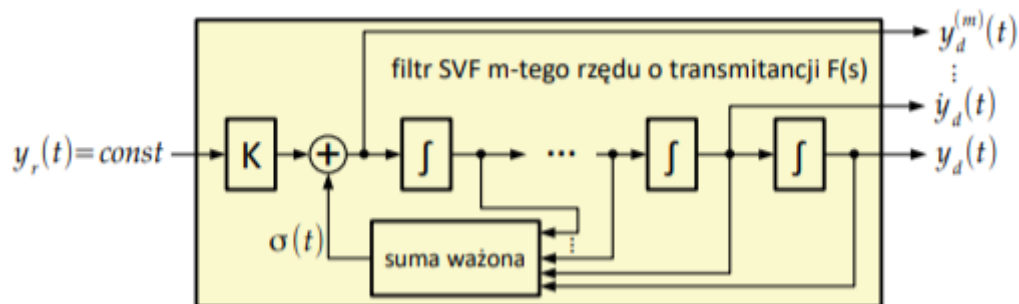 y_d^{(m)}(t)
filtr SVF m-tego rzędu o transmitancji F(s)
⋮
ẏ_d(t)
y_r(t)=const K + ∫ ... ∫ ∫ y_d(t)
σ(t)
suma ważona
⋮